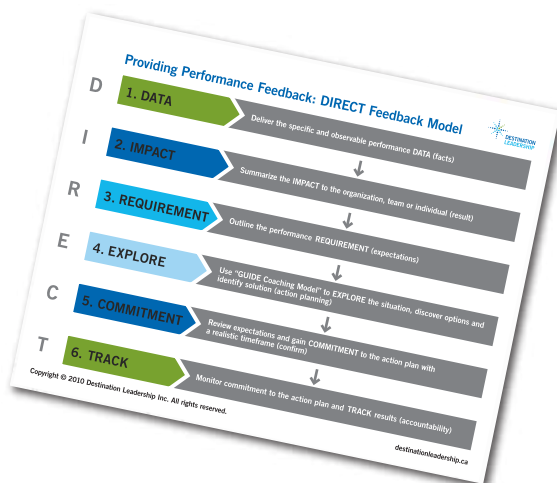 Providing Performance Feedback: DIRECT Feedback Model
DESTINATION
LEADERSHIP
D
1. DATA
Deliver the specific and observable performance DATA (facts)
I
2. IMPACT
Summarize the IMPACT to the organization, team or individual (result)
R
3. REQUIREMENT
Outline the performance REQUIREMENT (expectations)
E
4. EXPLORE
Use "GUIDE Coaching Model" to EXPLORE the situation, discover options and
identify solution (action planning)
C
5. COMMITMENT
Review expectations and gain COMMITMENT to the action plan with
a realistic timeframe (confirm)
T
6. TRACK
Monitor commitment to the action plan and TRACK results (accountability)
Copyright © 2010 Destination Leadership Inc. All rights reserved.
destinationleadership.ca